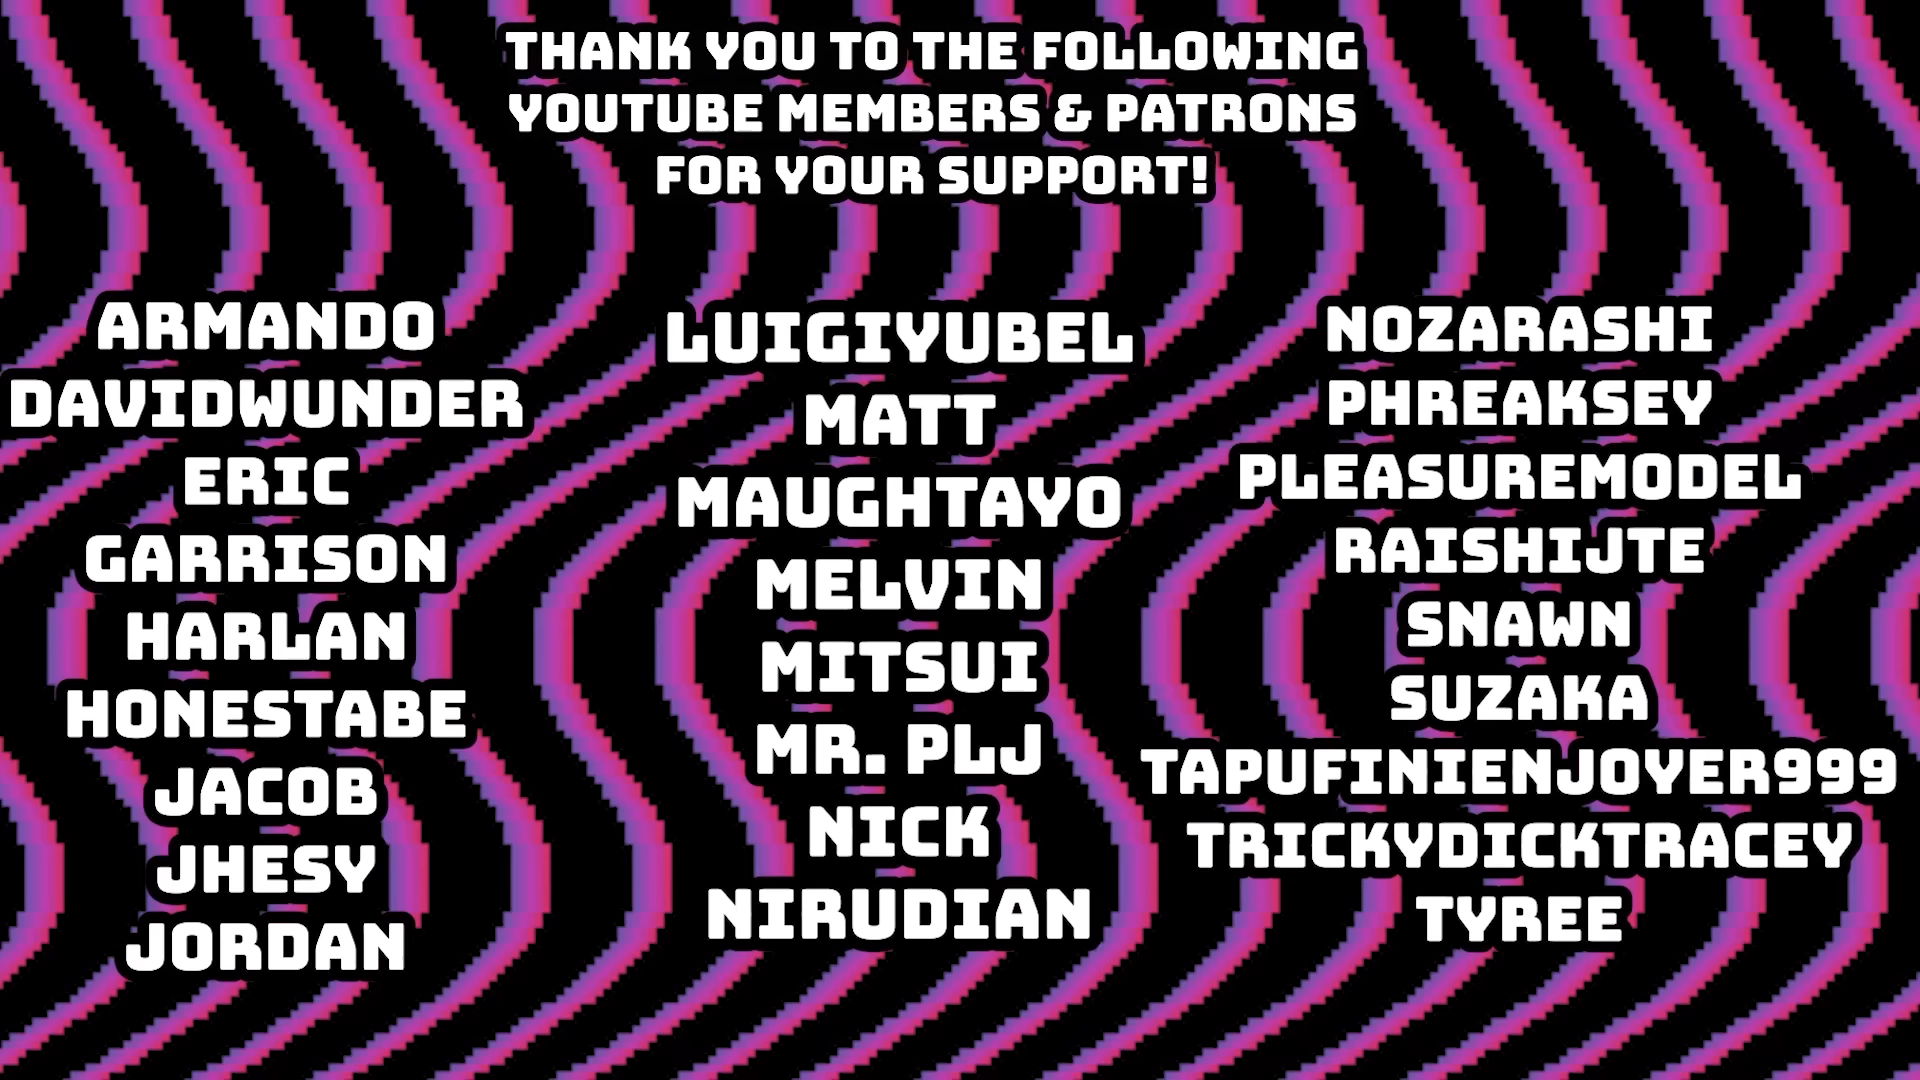 THANK YOU TO THE FOLLOWING
YOUTUBE MEMBERS & PATRONS
FOR YOUR SUPPORT!
ARMANDO
DAVIDWUNDER
ERIC
GARRISON
HARLAN
HONESTABE
JACOB
JHESY
JORDAN
LUIGIYUBEL
MATT
MAUGHTAYO
MELVIN
MITSUI
MR. PLJ
NICK
NIRUDIAN
NOZARASHI
PHREAKSEY
PLEASUREMODEL
RAISHIJTE
SNAWN
SUZAKA
TAPUFINIENJOYER999
TRICKYDICKTRACEY
TYREE